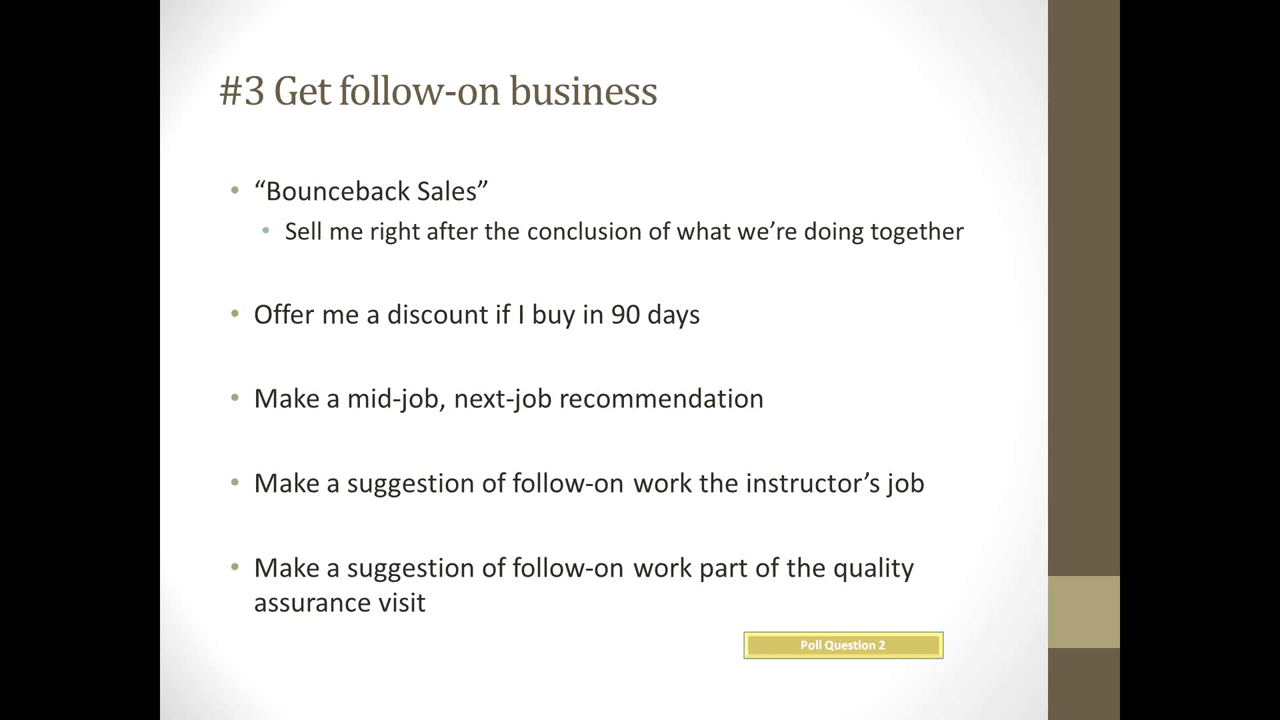 #3 Get follow-on business
• “Bounceback Sales”
• Sell me right after the conclusion of what we’re doing together
• Offer me a discount if I buy in 90 days
• Make a mid-job, next-job recommendation
• Make a suggestion of follow-on work the instructor’s job
• Make a suggestion of follow-on work part of the quality
assurance visit
Poll Question 2